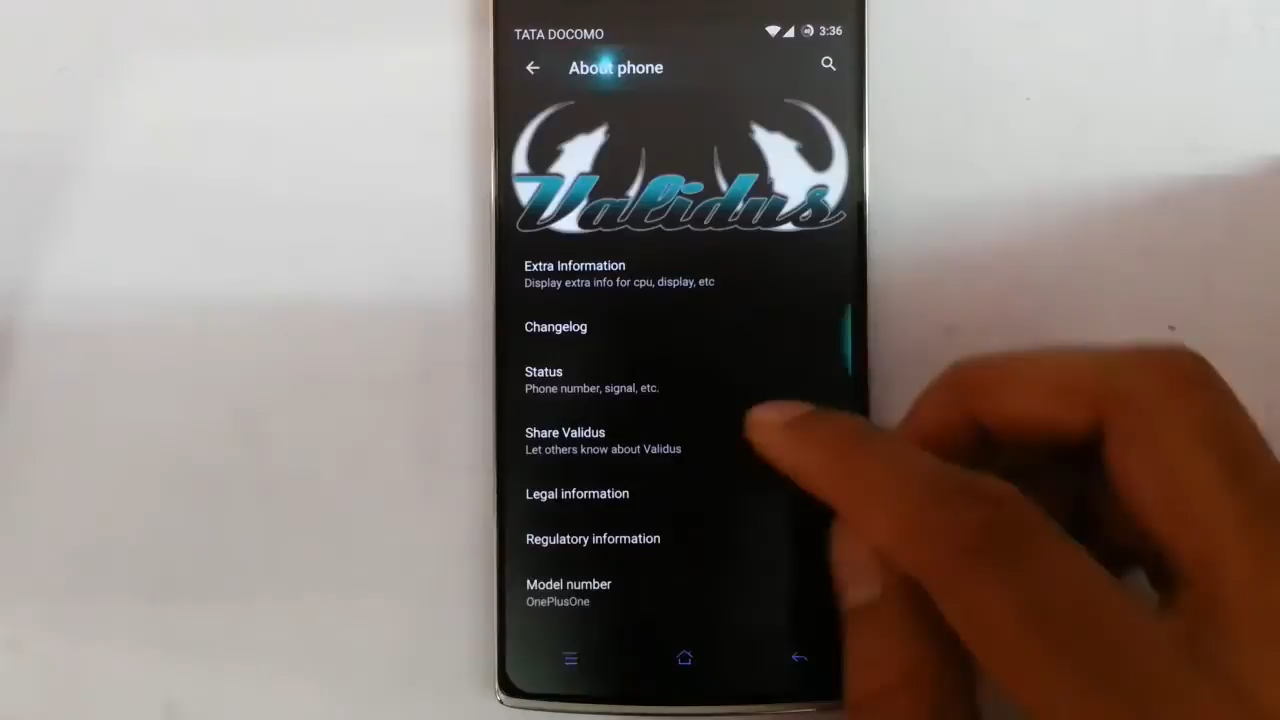 TATA DOCOMO 3:36
About phone
Validus
Extra Information
Display extra info for cpu, display, etc
Changelog
Status
Phone number, signal, etc.
Share Validus
Let others know about Validus
Legal information
Regulatory information
Model number
OnePlusOne